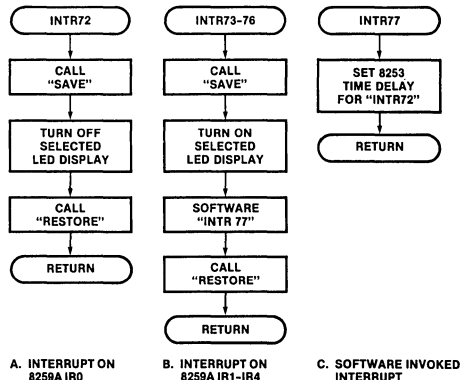 INTR72
CALL
"SAVE"
TURN OFF
SELECTED
LED DISPLAY
CALL
"RESTORE"
RETURN
A. INTERRUPT ON
8259A IR0
INTR73-76
CALL
"SAVE"
TURN ON
SELECTED
LED DISPLAY
SOFTWARE
"INTR 77"
CALL
"RESTORE"
RETURN
B. INTERRUPT ON
8259A IR1-IR4
INTR77
SET 8253
TIME DELAY
FOR "INTR72"
RETURN
C. SOFTWARE INVOKED
INTERRUPT